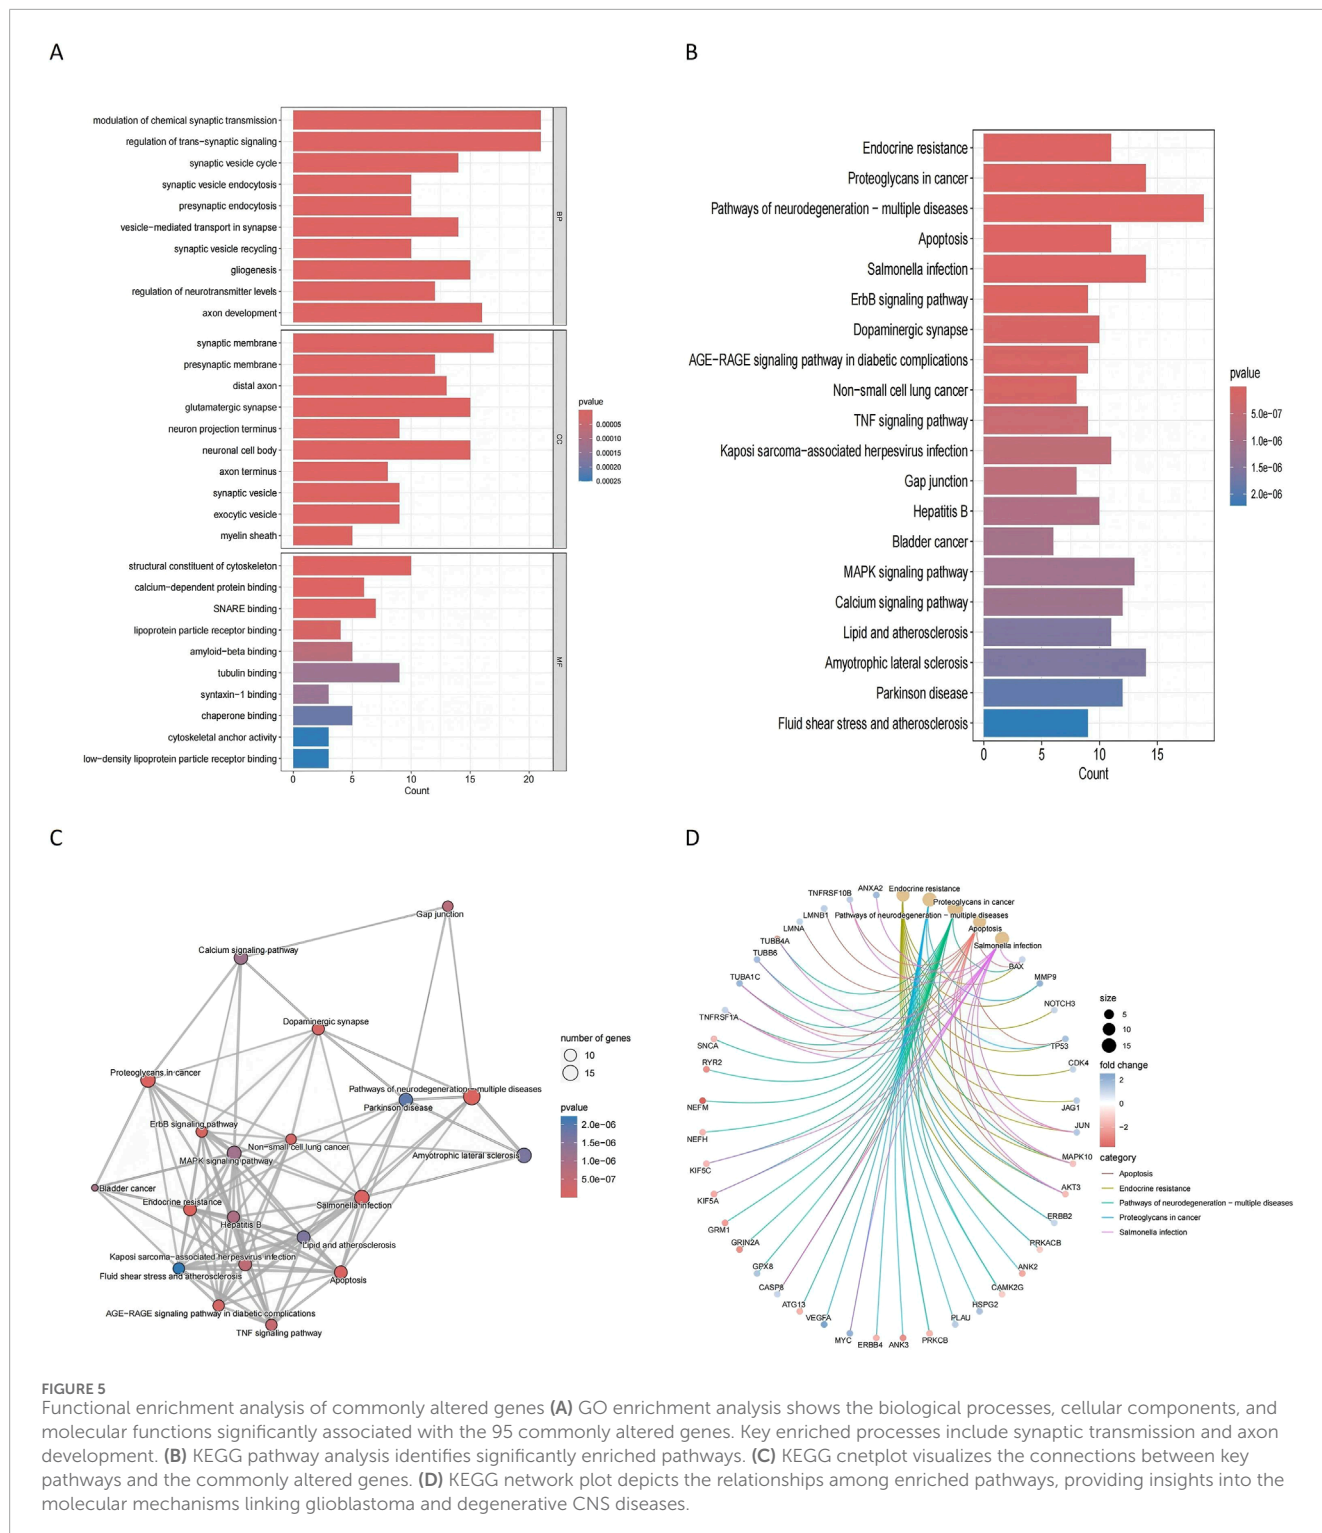 A
modulation of chemical synaptic transmission
regulation of trans−synaptic signaling
synaptic vesicle cycle
synaptic vesicle endocytosis
presynaptic endocytosis
vesicle−mediated transport in synapse
synaptic vesicle recycling
gliogenesis
regulation of neurotransmitter levels
axon development
BP
synaptic membrane
presynaptic membrane
distal axon
glutamatergic synapse
neuron projection terminus
neuronal cell body
axon terminus
synaptic vesicle
exocytic vesicle
myelin sheath
CC
structural constituent of cytoskeleton
calcium−dependent protein binding
SNARE binding
lipoprotein particle receptor binding
amyloid−beta binding
tubulin binding
syntaxin−1 binding
chaperone binding
cytoskeletal anchor activity
low−density lipoprotein particle receptor binding
MF
0 5 10 15 20
Count
pvalue
0.00005
0.00010
0.00015
0.00020
0.00025
B
Endocrine resistance
Proteoglycans in cancer
Pathways of neurodegeneration − multiple diseases
Apoptosis
Salmonella infection
ErbB signaling pathway
Dopaminergic synapse
AGE−RAGE signaling pathway in diabetic complications
Non−small cell lung cancer
TNF signaling pathway
Kaposi sarcoma−associated herpesvirus infection
Gap junction
Hepatitis B
Bladder cancer
MAPK signaling pathway
Calcium signaling pathway
Lipid and atherosclerosis
Amyotrophic lateral sclerosis
Parkinson disease
Fluid shear stress and atherosclerosis
0 5 10 15
Count
pvalue
5.0e−07
1.0e−06
1.5e−06
2.0e−06
C
Gap junction
Calcium signaling pathway
Dopaminergic synapse
Proteoglycans in cancer
Pathways of neurodegeneration − multiple diseases
Parkinson disease
ErbB signaling pathway
Non−small cell lung cancer
MAPK signaling pathway
Amyotrophic lateral sclerosis
Bladder cancer
Endocrine resistance
Salmonella infection
Hepatitis B
Lipid and atherosclerosis
Kaposi sarcoma−associated herpesvirus infection
Fluid shear stress and atherosclerosis
Apoptosis
AGE−RAGE signaling pathway in diabetic complications
TNF signaling pathway
number of genes
10
15
pvalue
2.0e−06
1.5e−06
1.0e−06
5.0e−07
D
Endocrine resistance
Proteoglycans in cancer
Pathways of neurodegeneration − multiple diseases
Apoptosis
Salmonella infection
BAX
MMP9
NOTCH3
TP53
CDK4
JAG1
JUN
MAPK10
AKT3
ERBB2
PRKACB
ANK2
CAMK2G
HSPG2
PLAU
PRKCB
ANK3
ERBB4
MYC
VEGFA
ATG13
CASP8
GPX8
GRIN2A
GRM1
KIF5A
KIF5C
NEFH
NEFM
RYR2
SNCA
TNFRSF1A
TUBA1C
TUBB6
TUBB4A
LMNA
LMNB1
TNFRSF10B
ANXA2
size
5
10
15
fold change
2
0
−2
category
Apoptosis
Endocrine resistance
Pathways of neurodegeneration − multiple diseases
Proteoglycans in cancer
Salmonella infection
FIGURE 5
Functional enrichment analysis of commonly altered genes (A) GO enrichment analysis shows the biological processes, cellular components, and
molecular functions significantly associated with the 95 commonly altered genes. Key enriched processes include synaptic transmission and axon
development. (B) KEGG pathway analysis identifies significantly enriched pathways. (C) KEGG cnetplot visualizes the connections between key
pathways and the commonly altered genes. (D) KEGG network plot depicts the relationships among enriched pathways, providing insights into the
molecular mechanisms linking glioblastoma and degenerative CNS diseases.